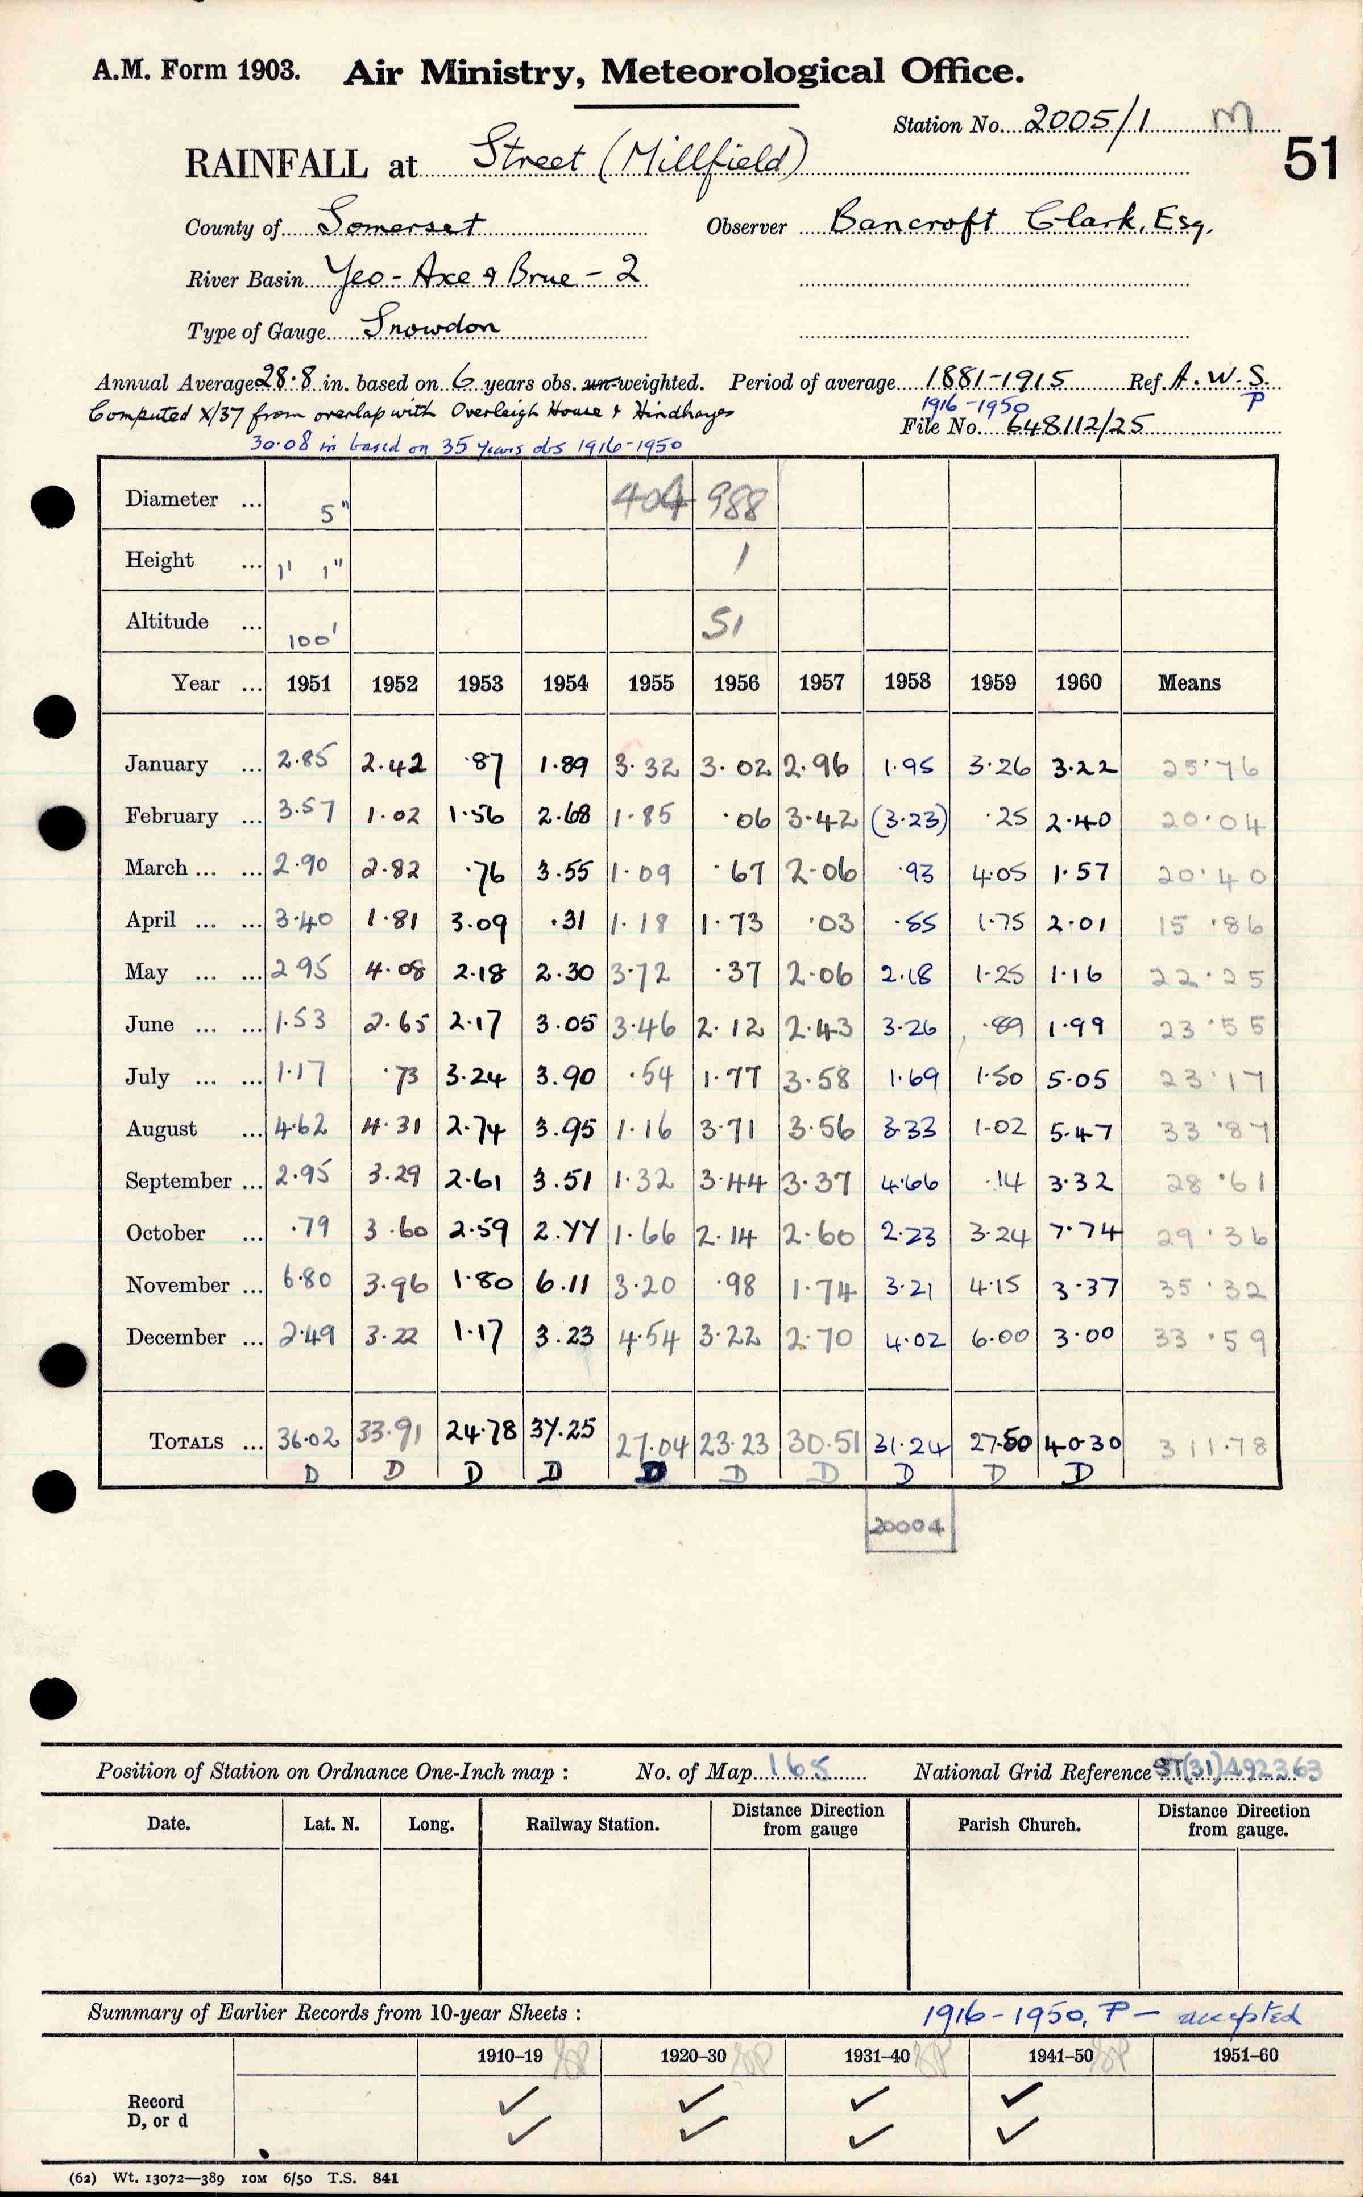 A.M. Form 1903. Air Ministry, Meteorological Office.
Station No. 2005/1 M
RAINFALL at Street (Millfield) 51
County of Somerset Observer Bancroft Clark, Esq.
River Basin Yeo-Axe & Brue - 2
Type of Gauge Snowdon
Annual Average 28.8 in. based on 6 years obs. un-weighted. Period of average 1881-1915 Ref. A.W.S.
Computed X/37 from overlap with Overleigh House & Hindhayes 1916-1950 P
File No. 648112/25
30.08 in based on 35 years obs 1916-1950
Diameter ... 5" 404 988
Height ... 1' 1" 1
Altitude ... 100' 51
Year ... 1951 1952 1953 1954 1955 1956 1957 1958 1959 1960 Means
January ... 2.85 2.42 .87 1.89 3.32 3.02 2.96 1.95 3.26 3.22 25.76
February ... 3.57 1.02 1.56 2.68 1.85 .06 3.42 (3.23) .25 2.40 20.04
March ... ... 2.90 2.82 .76 3.55 1.09 .67 2.06 .93 4.05 1.57 20.40
April ... ... 3.40 1.81 3.09 .31 1.18 1.73 .03 .55 1.75 2.01 15.86
May ... ... 2.95 4.08 2.18 2.30 3.72 .37 2.06 2.18 1.25 1.16 22.25
June ... ... 1.53 2.65 2.17 3.05 3.46 2.12 2.43 3.26 .89 1.99 23.55
July ... ... 1.17 .73 3.24 3.90 .54 1.77 3.58 1.69 1.50 5.05 23.17
August ... 4.62 4.31 2.74 3.95 1.16 3.71 3.56 3.33 1.02 5.47 33.87
September ... 2.95 3.29 2.61 3.51 1.32 3.44 3.37 4.66 .14 3.32 28.61
October ... .79 3.60 2.59 2.77 1.66 2.14 2.60 2.23 3.24 7.74 29.36
November ... 6.80 3.96 1.80 6.11 3.20 .98 1.74 3.21 4.15 3.37 35.32
December ... 2.49 3.22 1.17 3.23 4.54 3.22 2.70 4.02 6.00 3.00 33.59
TOTALS ... 36.02 33.91 24.78 37.25 27.04 23.23 30.51 31.24 27.50 40.30 311.78
D D D D D D D D D D
20004
Position of Station on Ordnance One-Inch map : No. of Map 165 National Grid Reference ST(31)492363
Date. Lat. N. Long. Railway Station. Distance Direction from gauge Parish Church. Distance Direction from gauge.
Summary of Earlier Records from 10-year Sheets : 1916-1950, P - accepted
1910–19 1920–30 1931–40 1941–50 1951–60
Record ✓ ✓ ✓ ✓
D, or d ✓ ✓ ✓ ✓
(62) Wt. 13072—389 10M 6/50 T.S. 841